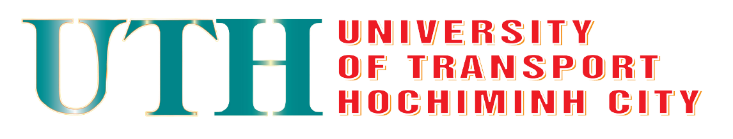 UTH
UNIVERSITY
OF TRANSPORT
HOCHIMINH CITY